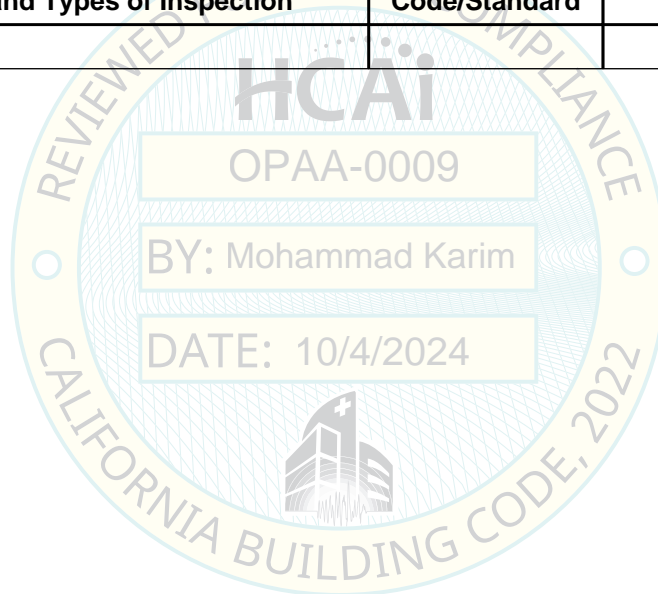 and Types of Inspection Code/Standard
REVIEWED
COMPLIANCE
HCAi
OPAA-0009
BY: Mohammad Karim
DATE: 10/4/2024
CALIFORNIA BUILDING CODE, 2022